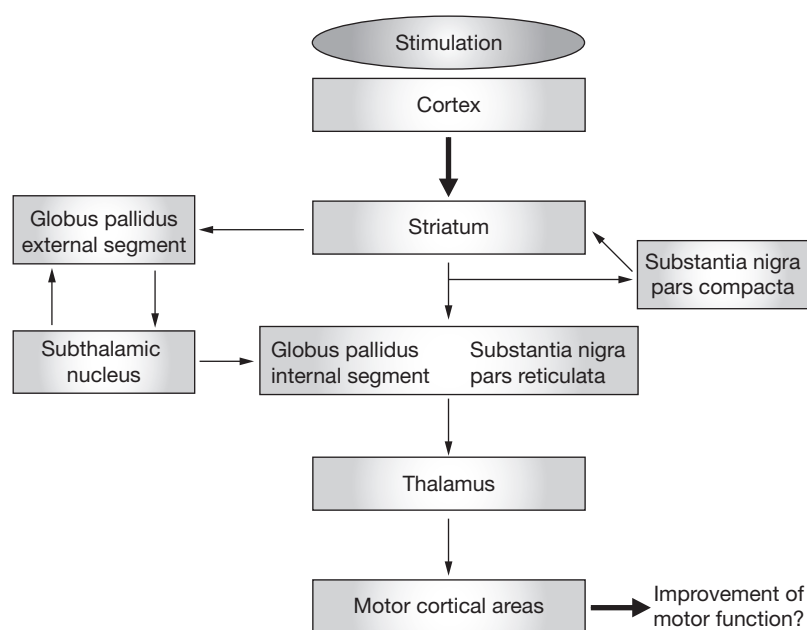 Stimulation
Cortex
Globus pallidus
external segment
Striatum
Substantia nigra
pars compacta
Subthalamic
nucleus
Globus pallidus
internal segment
Substantia nigra
pars reticulata
Thalamus
Motor cortical areas
Improvement of
motor function?